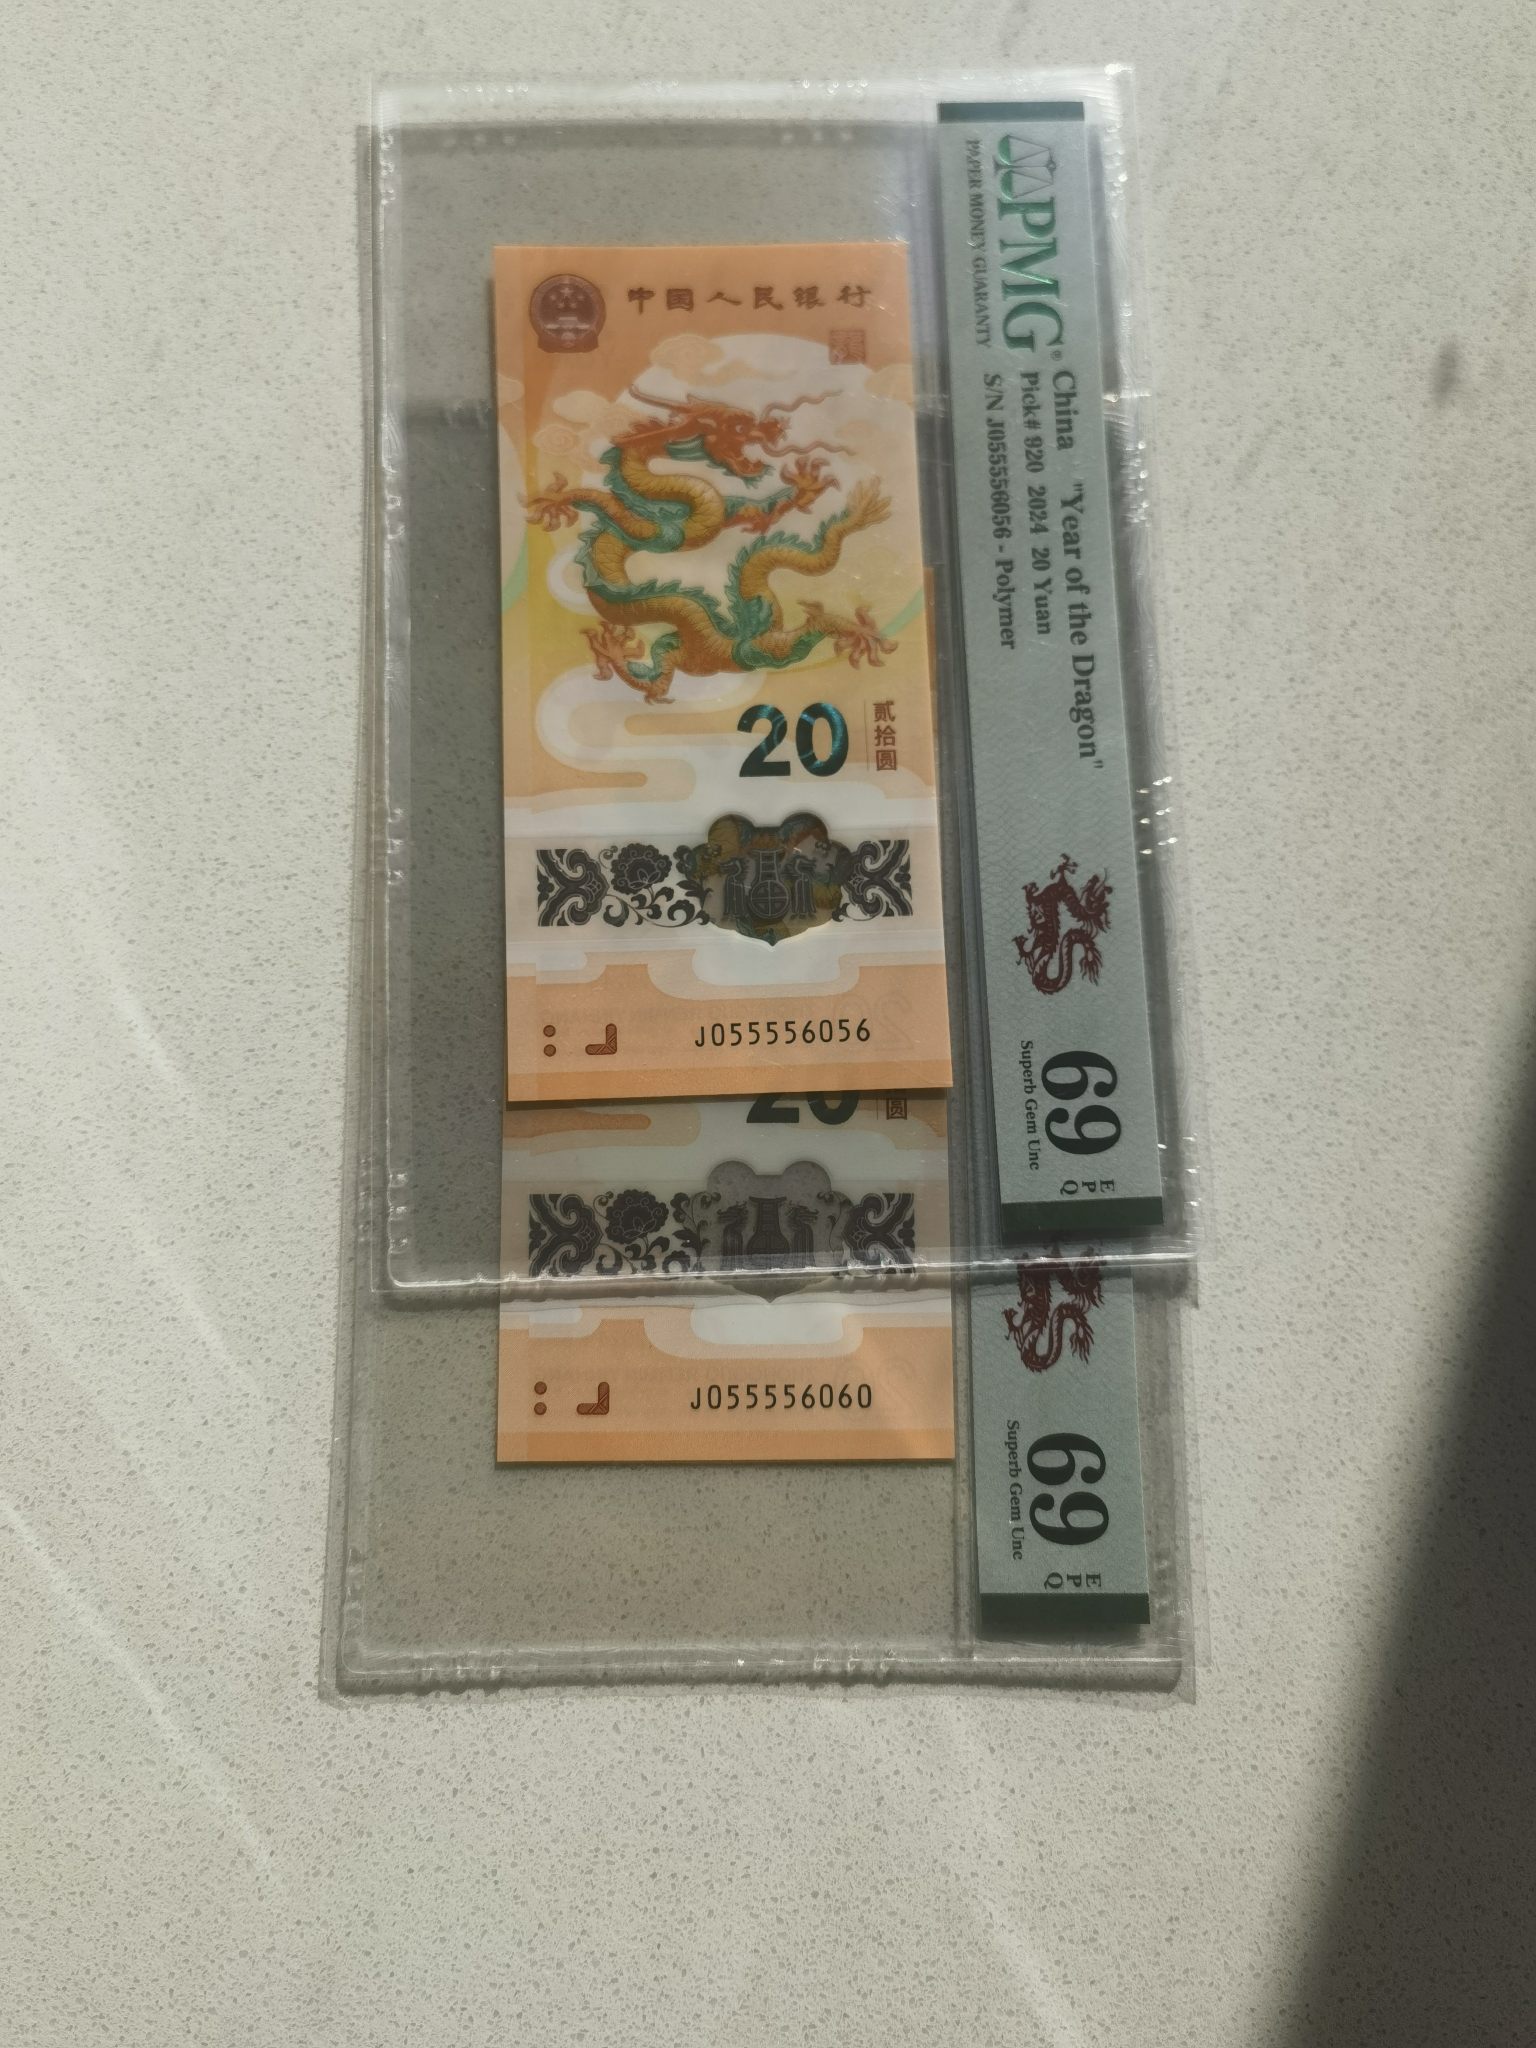 中国人民银行
20
贰拾圆
J055556056
PMG®
PAPER MONEY GUARANTY
China "Year of the Dragon"
Pick# 920 2024 20 Yuan
S/N J055556056 - Polymer
69
EPQ
Superb Gem Unc
20
圆
J055556060
69
EPQ
Superb Gem Unc